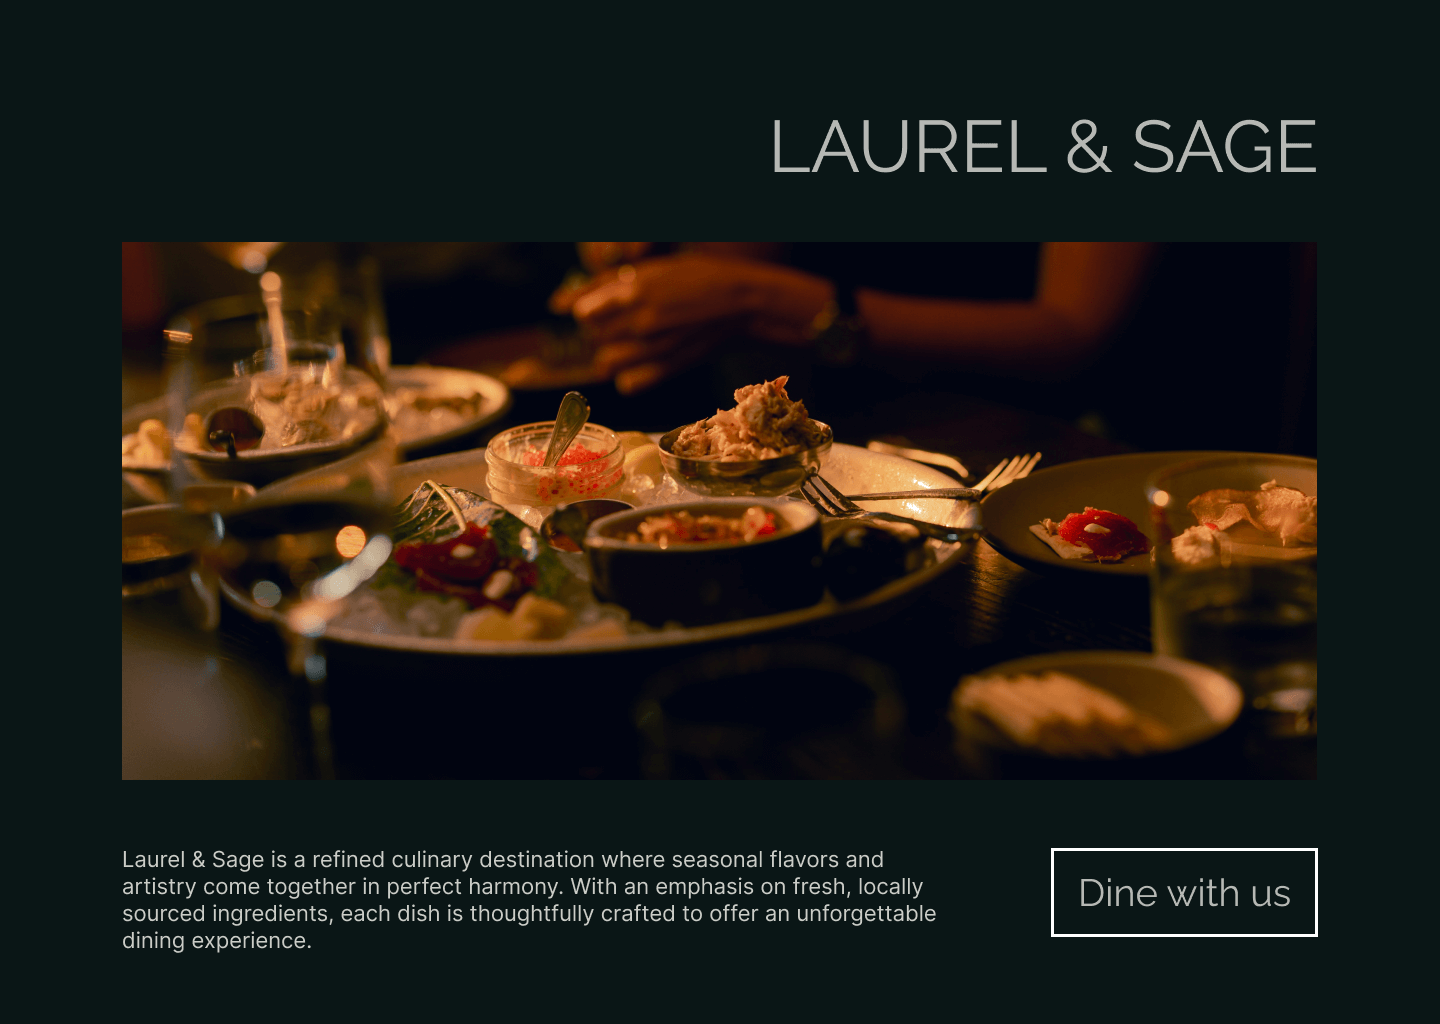 LAUREL & SAGE
Laurel & Sage is a refined culinary destination where seasonal flavors and
artistry come together in perfect harmony. With an emphasis on fresh, locally
sourced ingredients, each dish is thoughtfully crafted to offer an unforgettable
dining experience.
Dine with us